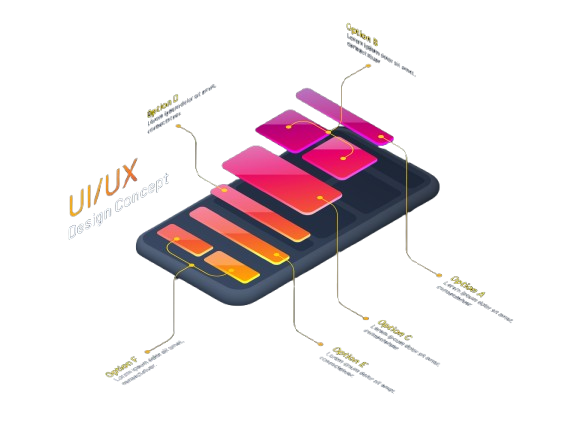 UI/UX
Design Concept
Option B
Lorem ipsum dolor sit amet,
consectetuer
Option D
Lorem ipsum dolor sit amet,
consectetuer
Option A
Lorem ipsum dolor sit amet,
consectetuer
Option C
Lorem ipsum dolor sit amet,
consectetuer
Option E
Lorem ipsum dolor sit amet,
consectetuer
Option F
Lorem ipsum dolor sit amet,
consectetuer